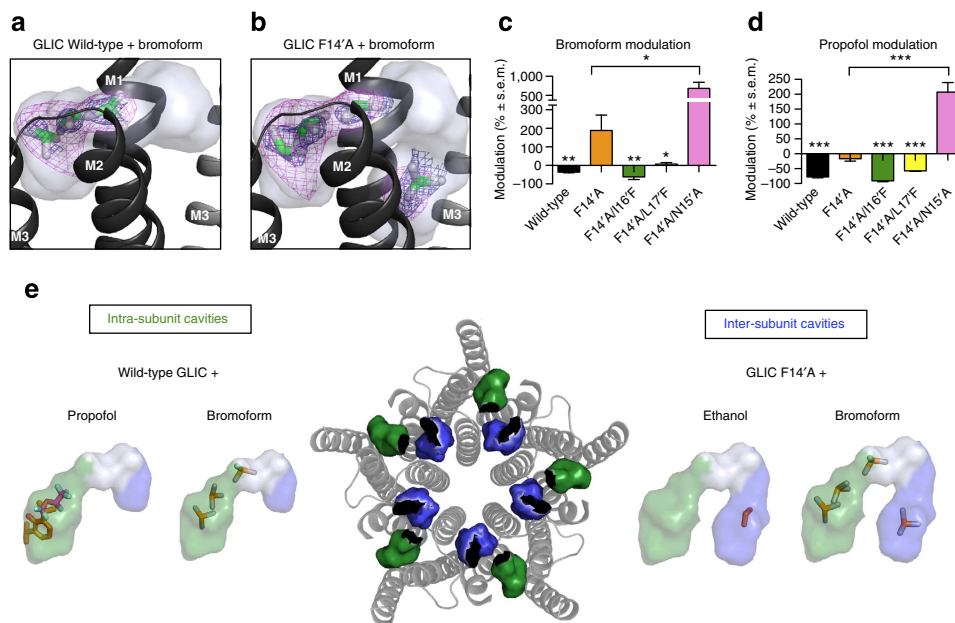 a
GLIC Wild-type + bromoform
M1
M2
M3
M3
b
GLIC F14′A + bromoform
M1
M2
M3
M3
c
Bromoform modulation
Modulation (% ± s.e.m.)
1,000
500
200
100
0
−100
*
**
**
*
Wild-type
F14′A
F14′A/I16′F
F14′A/L17′F
F14′A/N15′A
d
Propofol modulation
Modulation (% ± s.e.m.)
250
200
150
100
50
0
−50
−100
***
***
***
***
Wild-type
F14′A
F14′A/I16′F
F14′A/L17′F
F14′A/N15′A
e
Intra-subunit cavities
Wild-type GLIC +
Propofol
Bromoform
Inter-subunit cavities
GLIC F14′A +
Ethanol
Bromoform